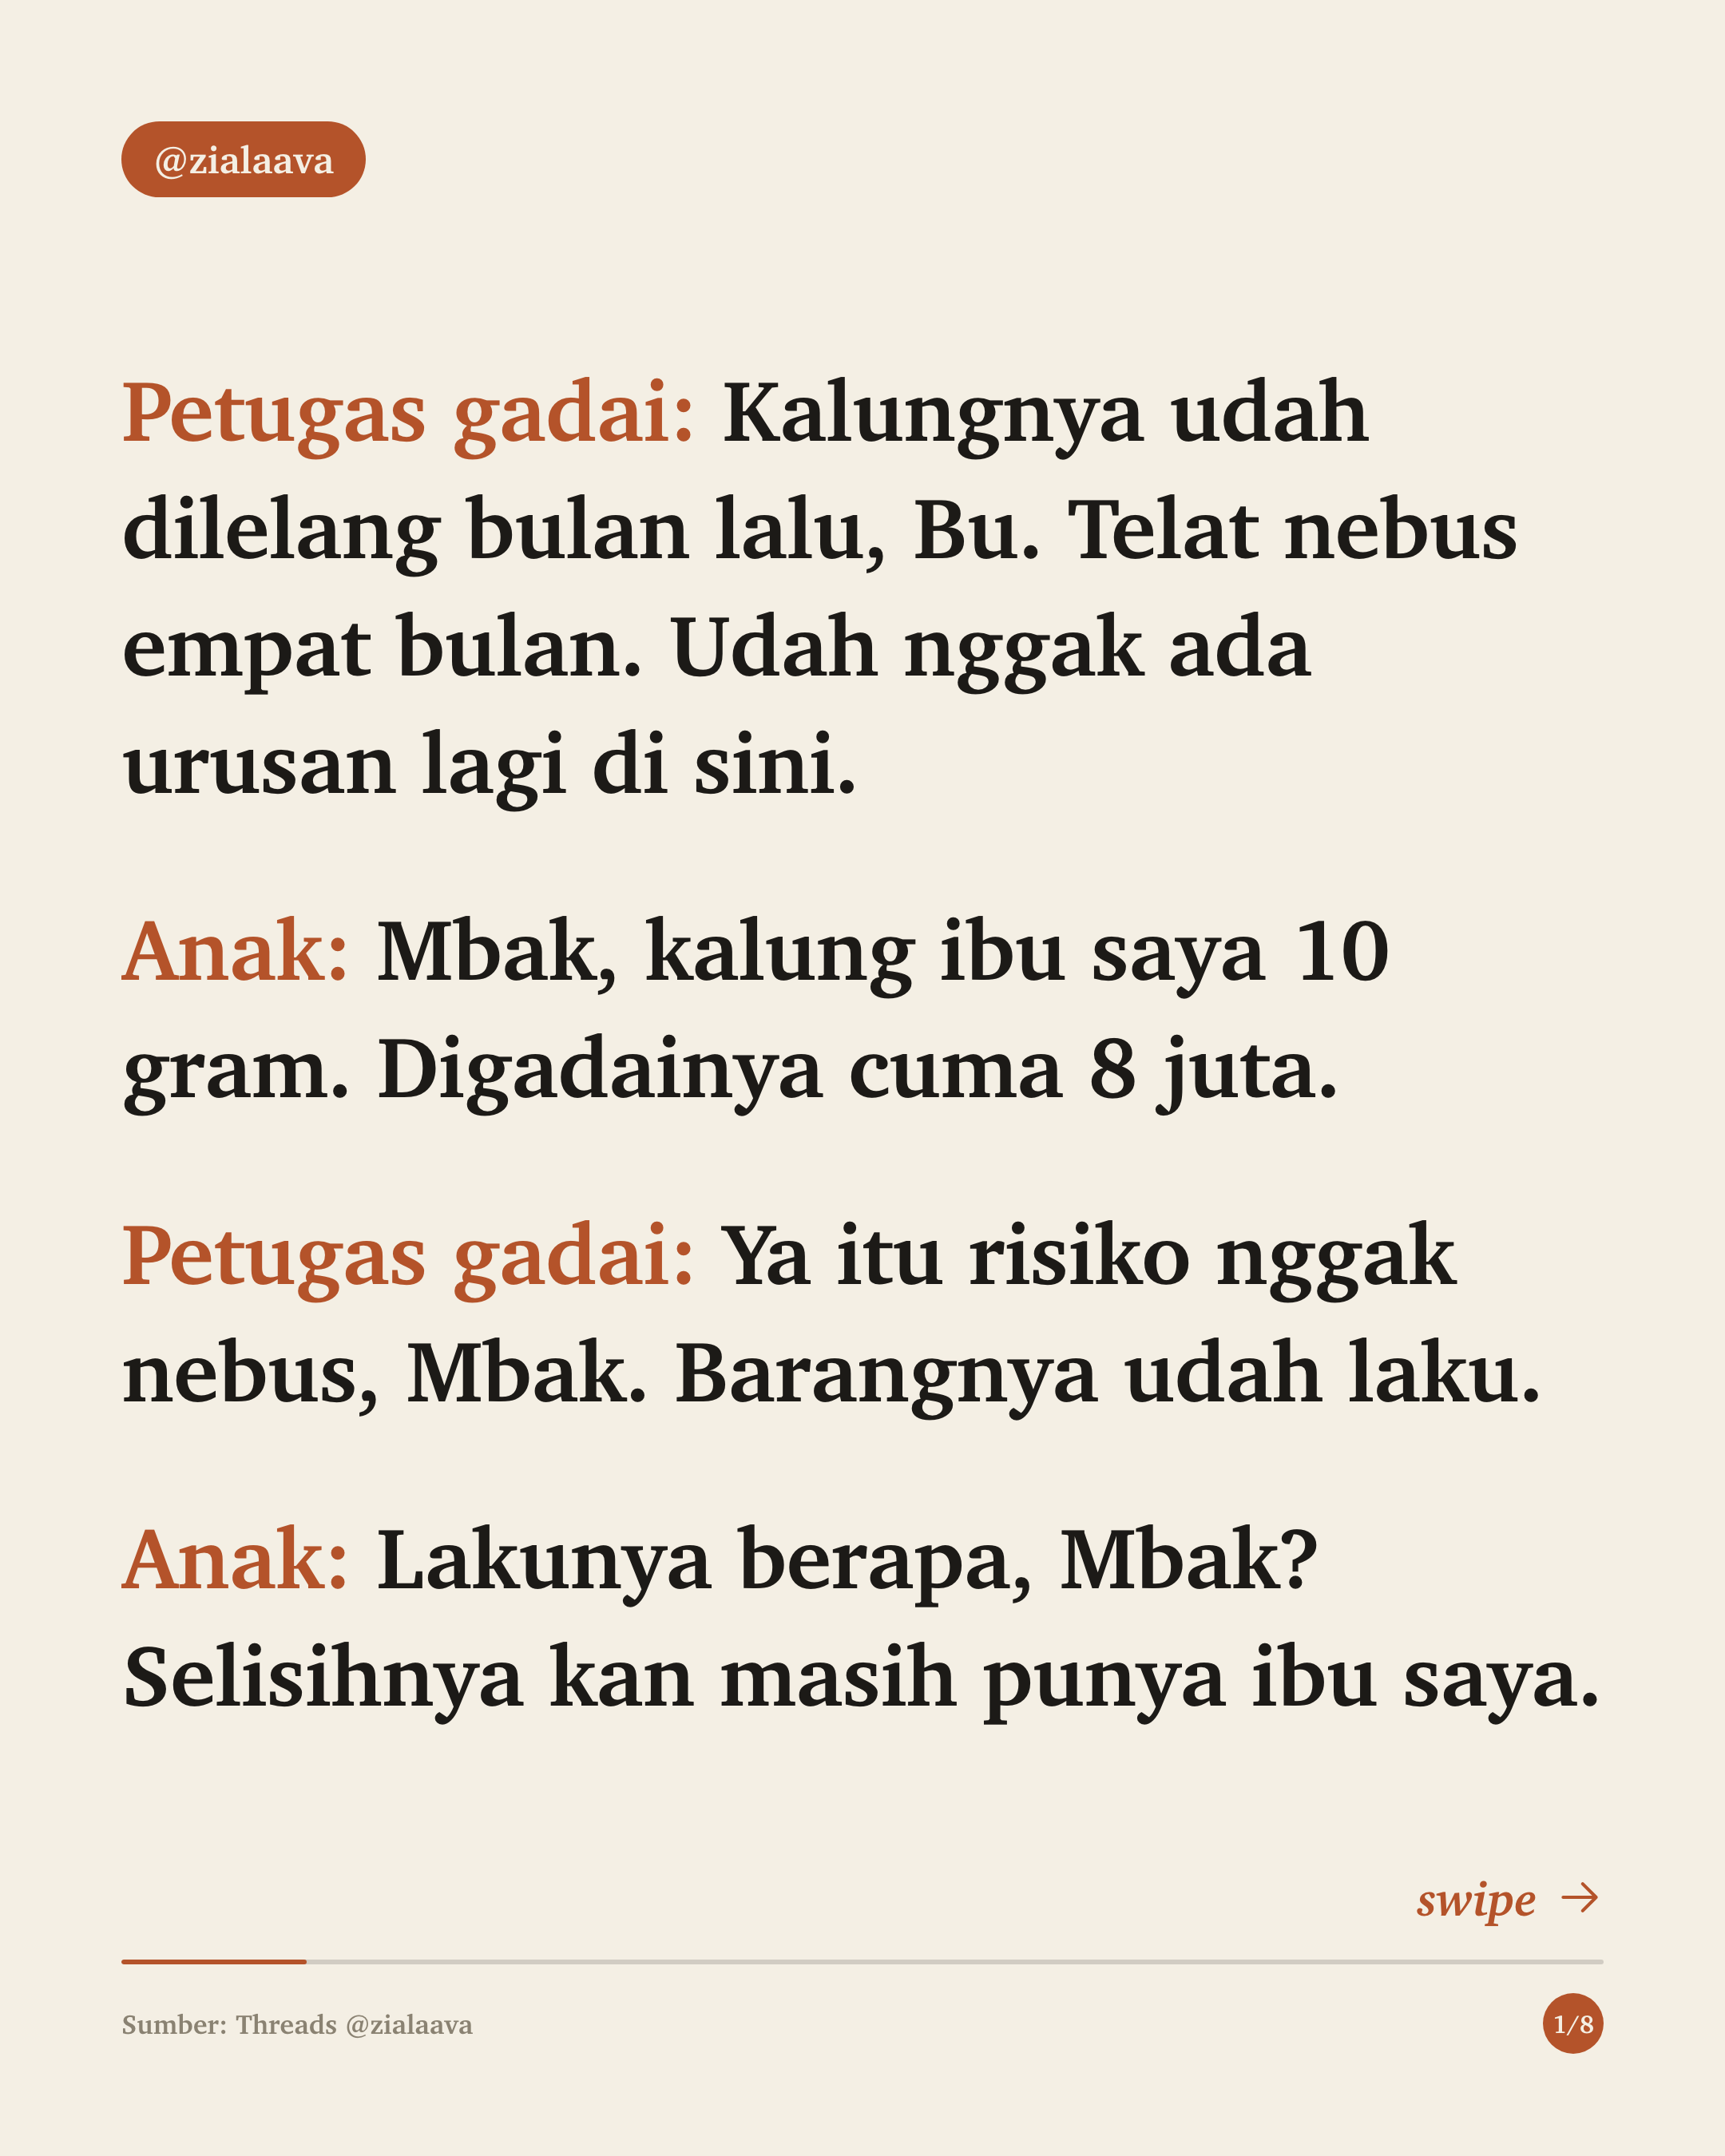 @zialaava
Petugas gadai: Kalungnya udah
dilelang bulan lalu, Bu. Telat nebus
empat bulan. Udah nggak ada
urusan lagi di sini.
Anak: Mbak, kalung ibu saya 10
gram. Digadainya cuma 8 juta.
Petugas gadai: Ya itu risiko nggak
nebus, Mbak. Barangnya udah laku.
Anak: Lakunya berapa, Mbak?
Selisihnya kan masih punya ibu saya.
swipe →
Sumber: Threads @zialaava
1/8